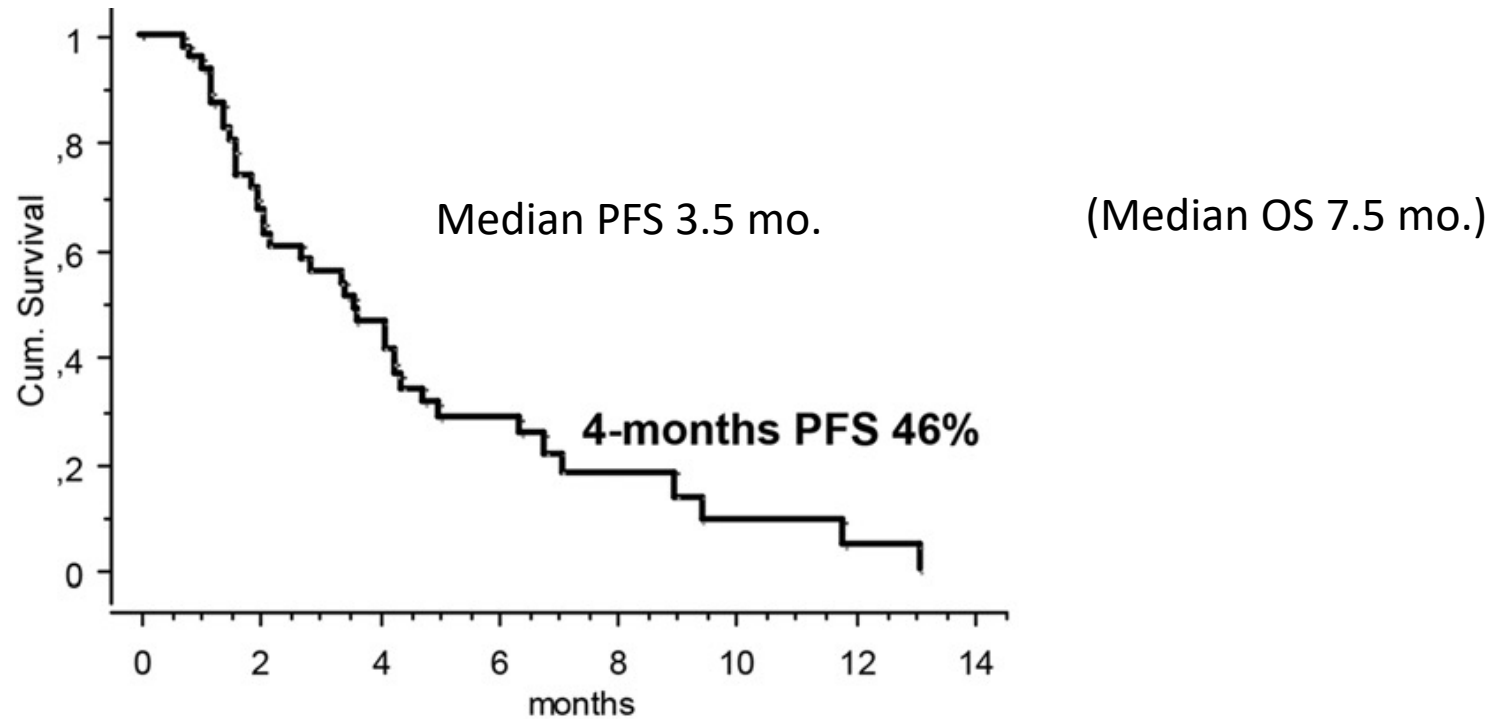 1
,8
,6
,4
,2
0
Cum. Survival
Median PFS 3.5 mo.
(Median OS 7.5 mo.)
4-months PFS 46%
0 2 4 6 8 10 12 14
months